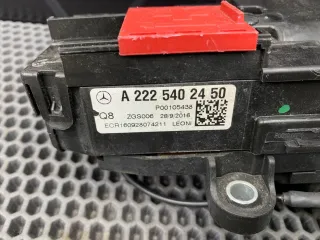 A 222 540 24 50
P00105438
Q8 ZGS006 28/9/2016
ECR160928074211 LEONI